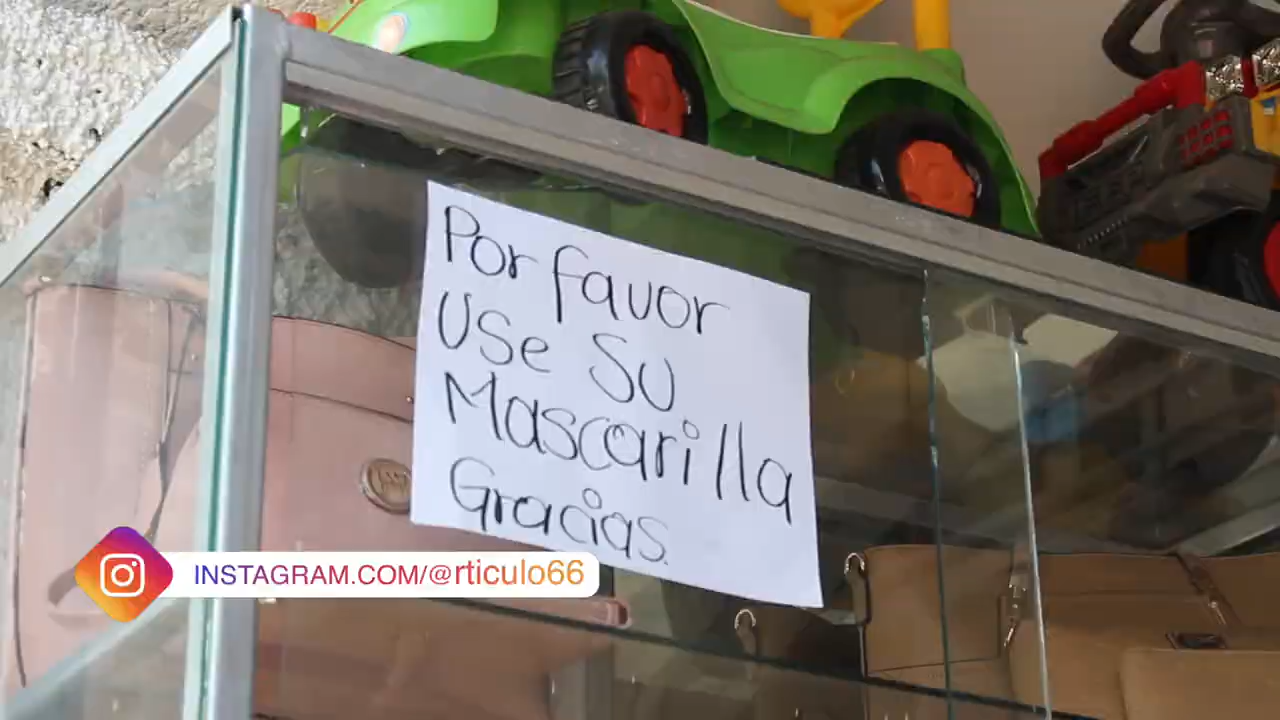 Por favor
Use Su
Mascarilla
Gracias.
INSTAGRAM.COM/@rticulo66